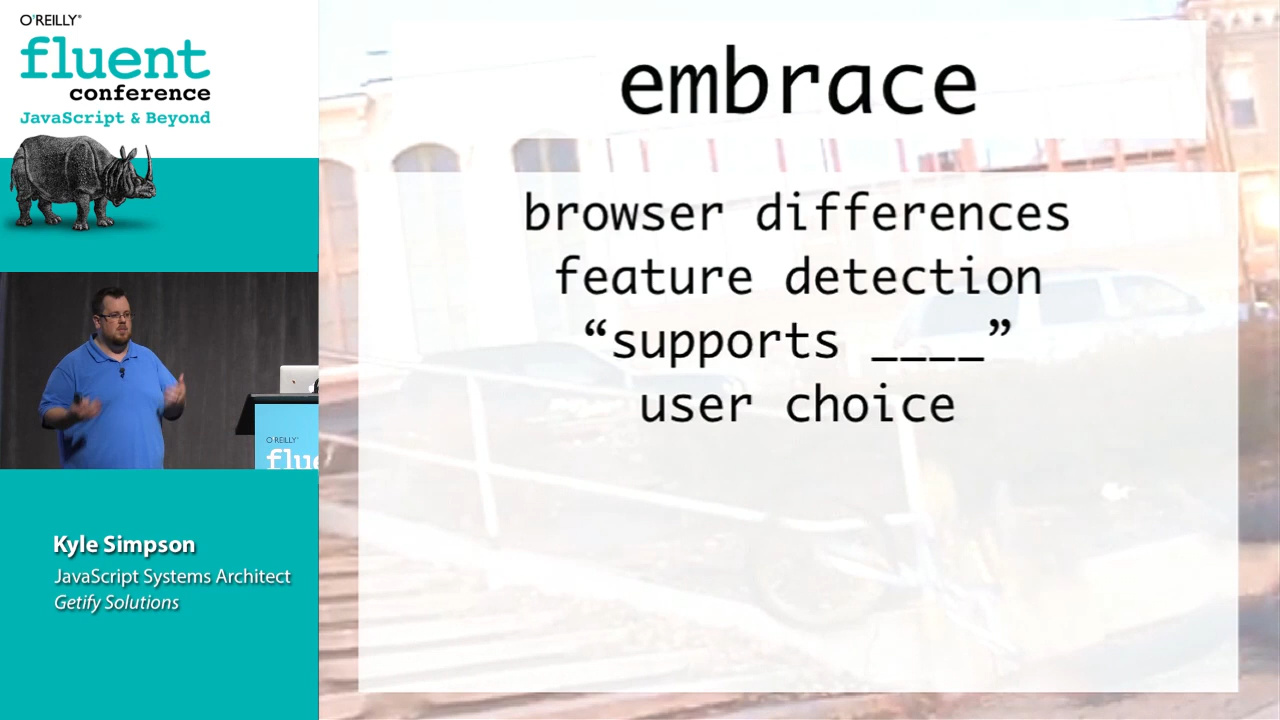 O'REILLY®
fluent
conference
JavaScript & Beyond
O'REILLY®
flue
Kyle Simpson
JavaScript Systems Architect
Getify Solutions
embrace
browser differences
feature detection
“supports ____”
user choice